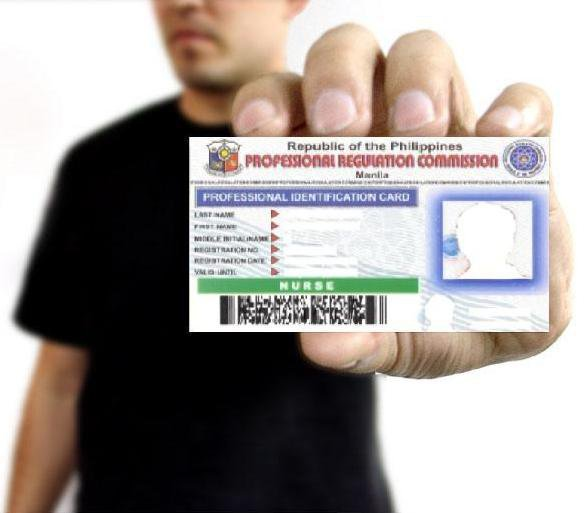 Republic of the Philippines
PROFESSIONAL REGULATION COMMISSION
Manila
PROFESSIONAL IDENTIFICATION CARD
LAST NAME
FIRST NAME
MIDDLE INITIAL/NAME
REGISTRATION NO.
REGISTRATION DATE
VALID UNTIL
NURSE